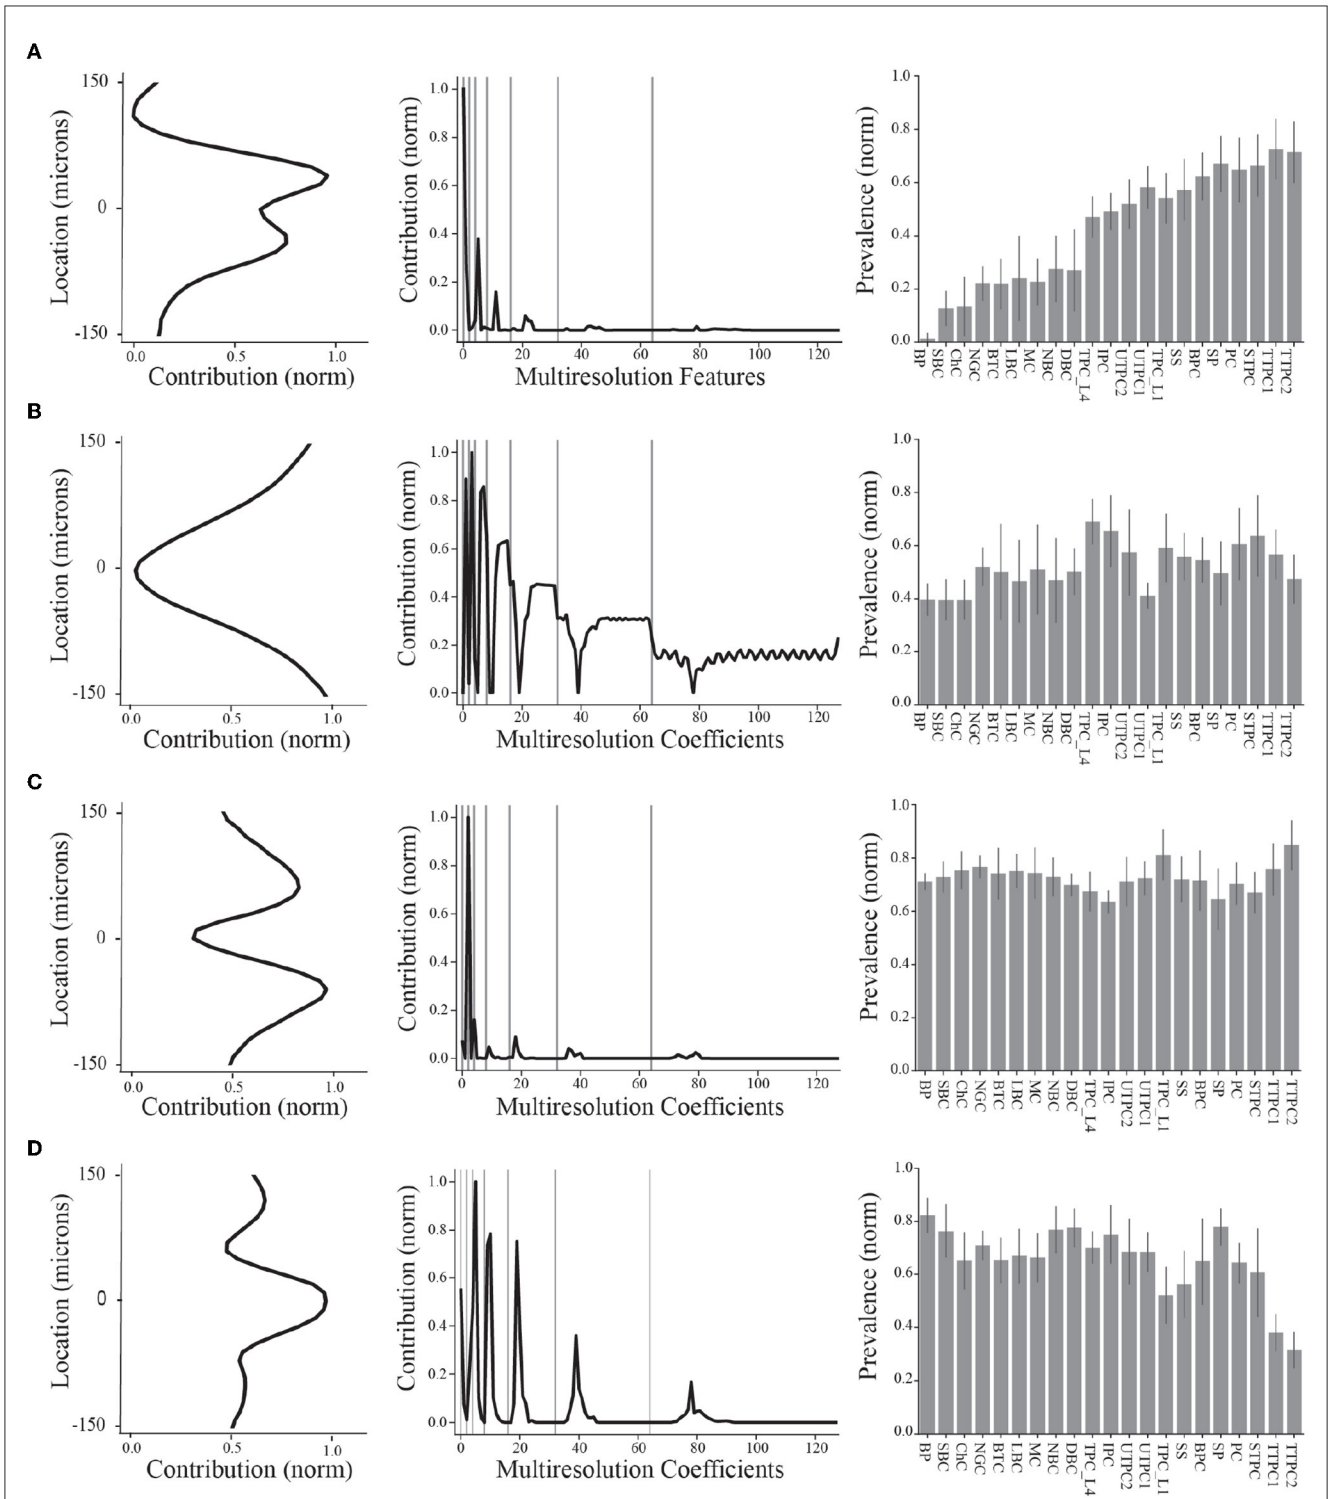 A
150
0
-150
0.0 0.5 1.0
Location (microns)
Contribution (norm)
1.0
0.8
0.6
0.4
0.2
0.0
0 20 40 60 80 100 120
Contribution (norm)
Multiresolution Features
1.0
0.8
0.6
0.4
0.2
0.0
Prevalence (norm)
BP SBC ChC NGC BTC LBC MC NBC DBC TPC_L4 IPC UTPC2 UTPC1 TPC_L1 SS BPC SP PC STPC TTPC1 TTPC2
B
150
0
-150
0.0 0.5 1.0
Location (microns)
Contribution (norm)
1.0
0.8
0.6
0.4
0.2
0.0
0 20 40 60 80 100 120
Contribution (norm)
Multiresolution Coefficients
1.0
0.8
0.6
0.4
0.2
0.0
Prevalence (norm)
BP SBC ChC NGC BTC LBC MC NBC DBC TPC_L4 IPC UTPC2 UTPC1 TPC_L1 SS BPC SP PC STPC TTPC1 TTPC2
C
150
0
-150
0.0 0.5 1.0
Location (microns)
Contribution (norm)
1.0
0.8
0.6
0.4
0.2
0.0
0 20 40 60 80 100 120
Contribution (norm)
Multiresolution Coefficients
1.0
0.8
0.6
0.4
0.2
0.0
Prevalence (norm)
BP SBC ChC NGC BTC LBC MC NBC DBC TPC_L4 IPC UTPC2 UTPC1 TPC_L1 SS BPC SP PC STPC TTPC1 TTPC2
D
150
0
-150
0.0 0.5 1.0
Location (microns)
Contribution (norm)
1.0
0.8
0.6
0.4
0.2
0.0
0 20 40 60 80 100 120
Contribution (norm)
Multiresolution Coefficients
1.0
0.8
0.6
0.4
0.2
0.0
Prevalence (norm)
BP SBC ChC NGC BTC LBC MC NBC DBC TPC_L4 IPC UTPC2 UTPC1 TPC_L1 SS BPC SP PC STPC TTPC1 TTPC2